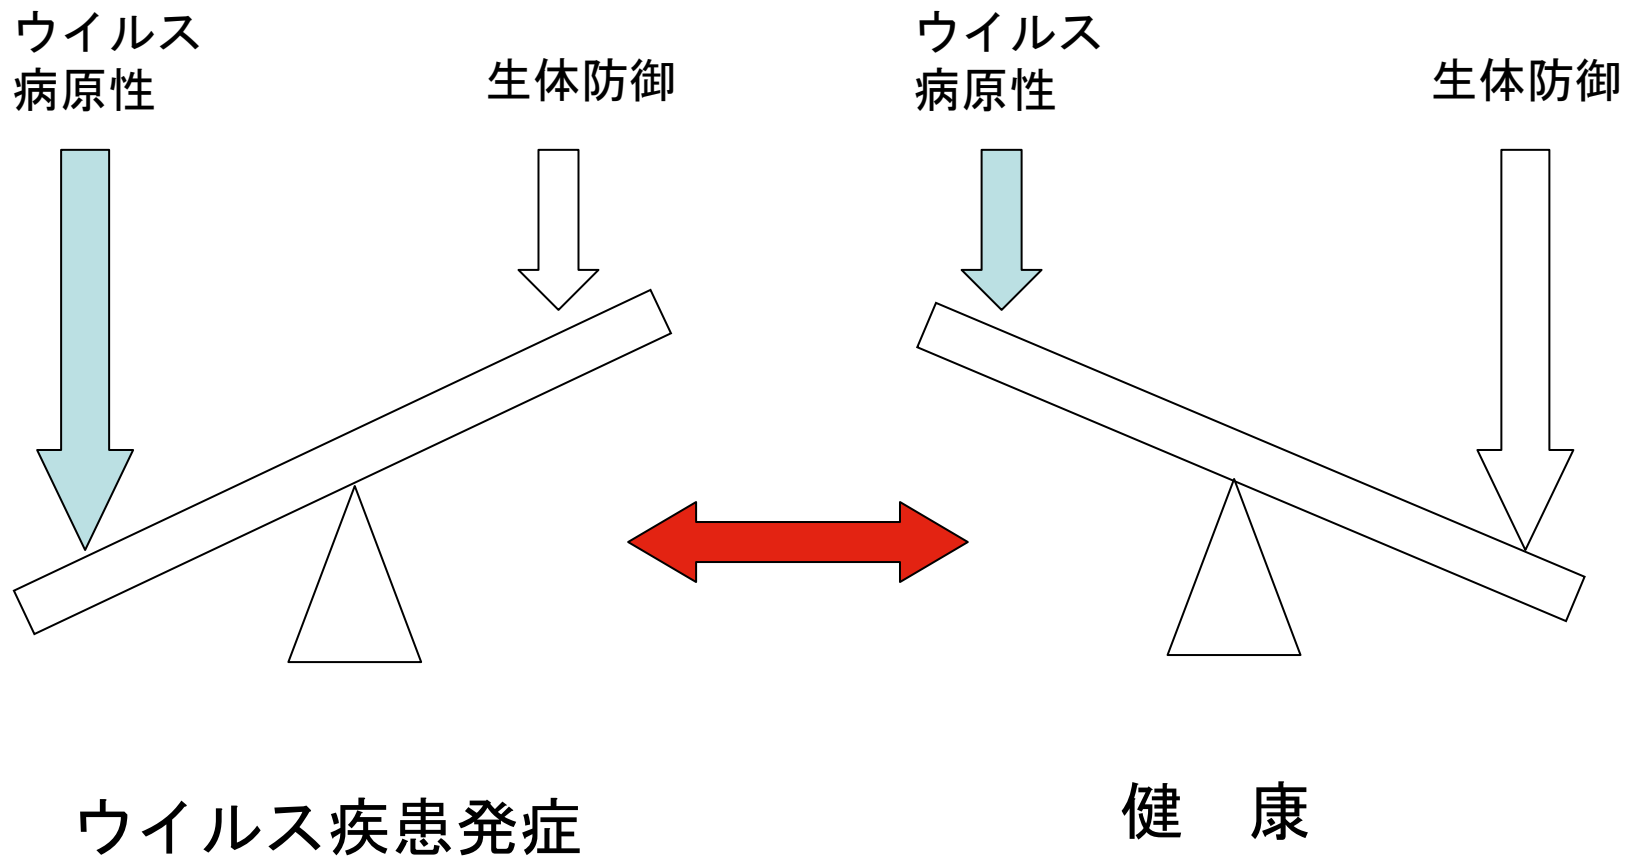 ウイルス
病原性
生体防御
ウイルス
病原性
生体防御
ウイルス疾患発症
健　康